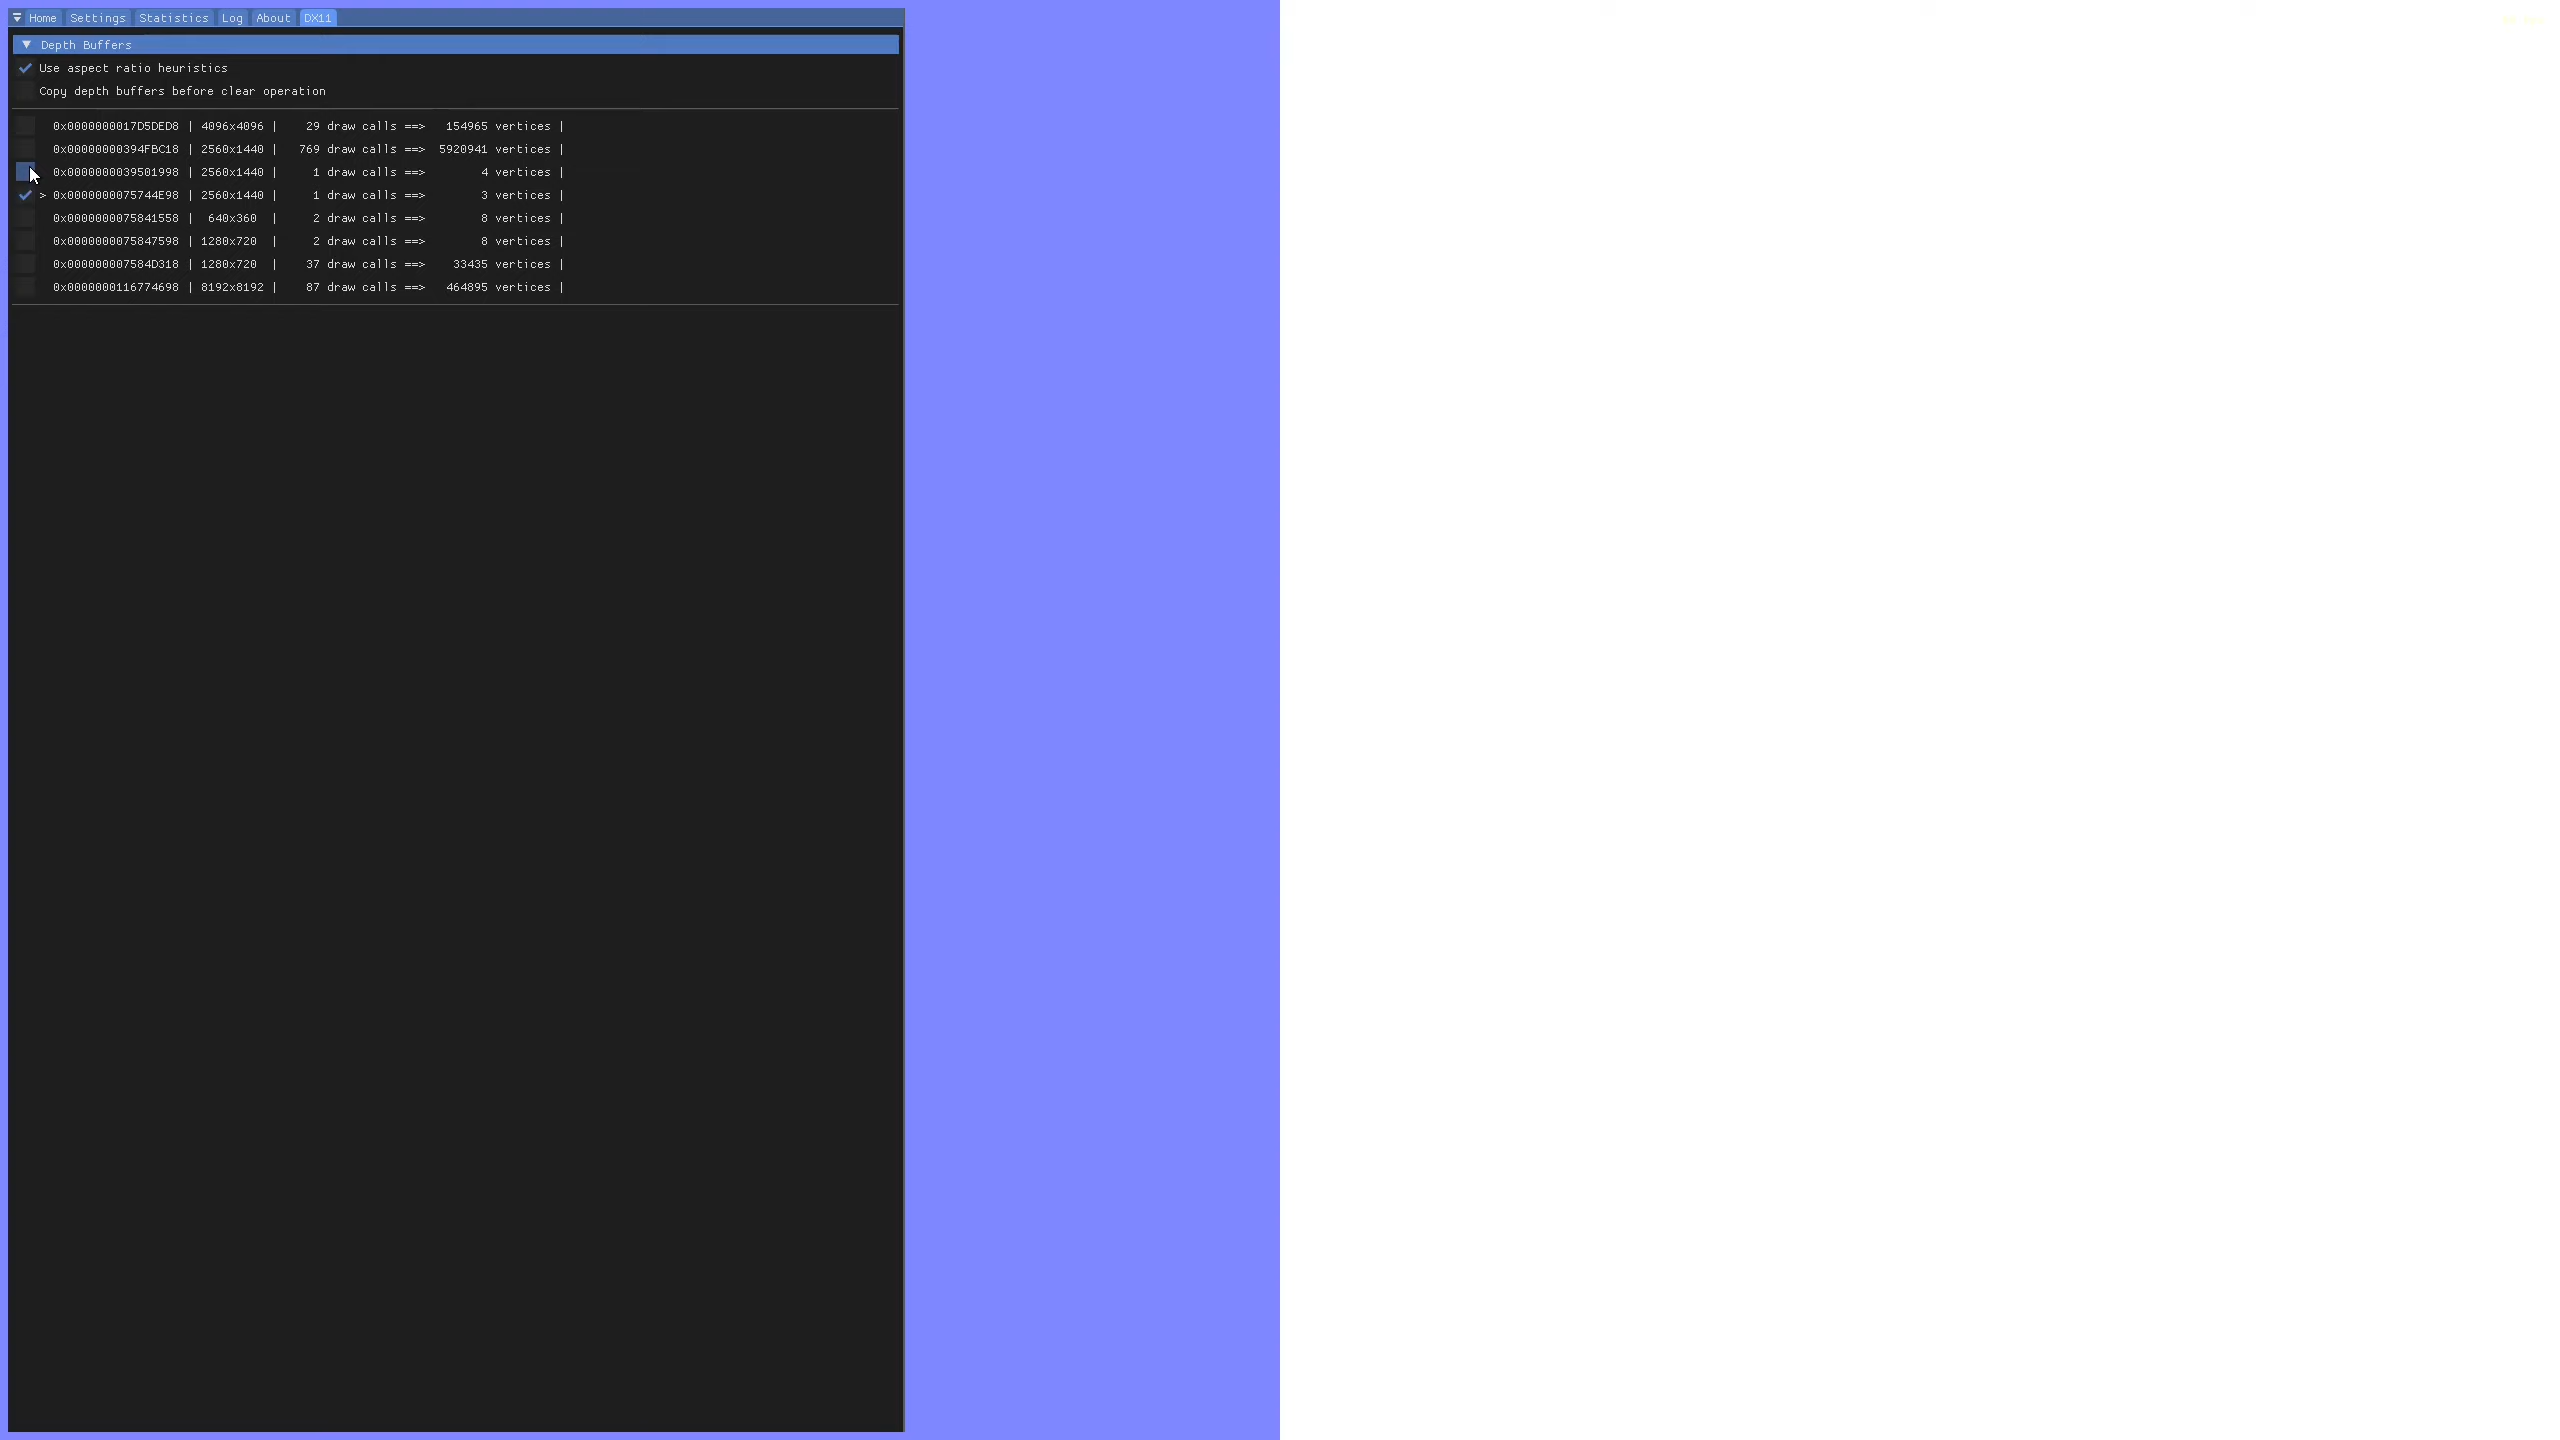 Home Settings Statistics Log About DX11
Depth Buffers
Use aspect ratio heuristics
Copy depth buffers before clear operation
0x0000000017D5DED8 | 4096x4096 | 29 draw calls ==> 154965 vertices |
0x00000000394FBC18 | 2560x1440 | 769 draw calls ==> 5920941 vertices |
0x0000000039501998 | 2560x1440 | 1 draw calls ==> 4 vertices |
> 0x0000000075744E98 | 2560x1440 | 1 draw calls ==> 3 vertices |
0x0000000075841558 | 640x360 | 2 draw calls ==> 8 vertices |
0x0000000075847598 | 1280x720 | 2 draw calls ==> 8 vertices |
0x000000007584D318 | 1280x720 | 37 draw calls ==> 33435 vertices |
0x0000000116774698 | 8192x8192 | 87 draw calls ==> 464895 vertices |